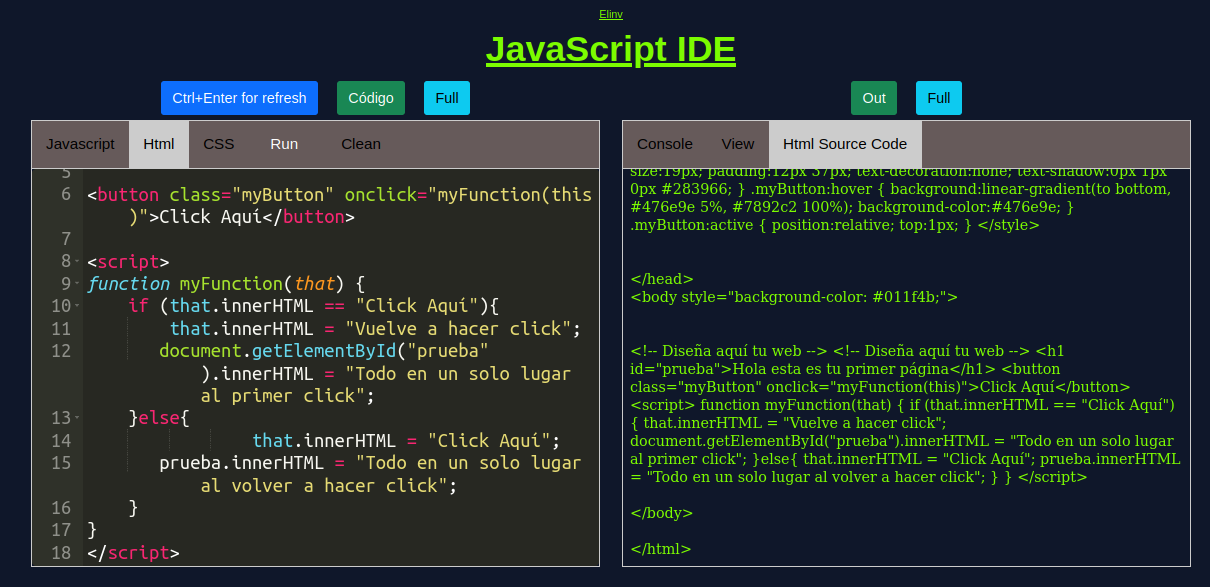 Elinv
JavaScript IDE
Ctrl+Enter for refresh Código Full
Out Full
Javascript Html CSS Run Clean
5
6 <button class="myButton" onclick="myFunction(this
)">Click Aquí</button>
7
8 <script>
9 function myFunction(that) {
10 if (that.innerHTML == "Click Aquí"){
11 that.innerHTML = "Vuelve a hacer click";
12 document.getElementById("prueba"
).innerHTML = "Todo en un solo lugar
al primer click";
13 }else{
14 that.innerHTML = "Click Aquí";
15 prueba.innerHTML = "Todo en un solo lugar
al volver a hacer click";
16 }
17 }
18 </script>
Console View Html Source Code
size:19px; padding:12px 37px; text-decoration:none; text-shadow:0px 1px
0px #283966; } .myButton:hover { background:linear-gradient(to bottom,
#476e9e 5%, #7892c2 100%); background-color:#476e9e; }
.myButton:active { position:relative; top:1px; } </style>
</head>
<body style="background-color: #011f4b;">
<!-- Diseña aquí tu web --> <!-- Diseña aquí tu web --> <h1
id="prueba">Hola esta es tu primer página</h1> <button
class="myButton" onclick="myFunction(this)">Click Aquí</button>
<script> function myFunction(that) { if (that.innerHTML == "Click Aquí")
{ that.innerHTML = "Vuelve a hacer click";
document.getElementById("prueba").innerHTML = "Todo en un solo lugar
al primer click"; }else{ that.innerHTML = "Click Aquí"; prueba.innerHTML
= "Todo en un solo lugar al volver a hacer click"; } } </script>
</body>
</html>